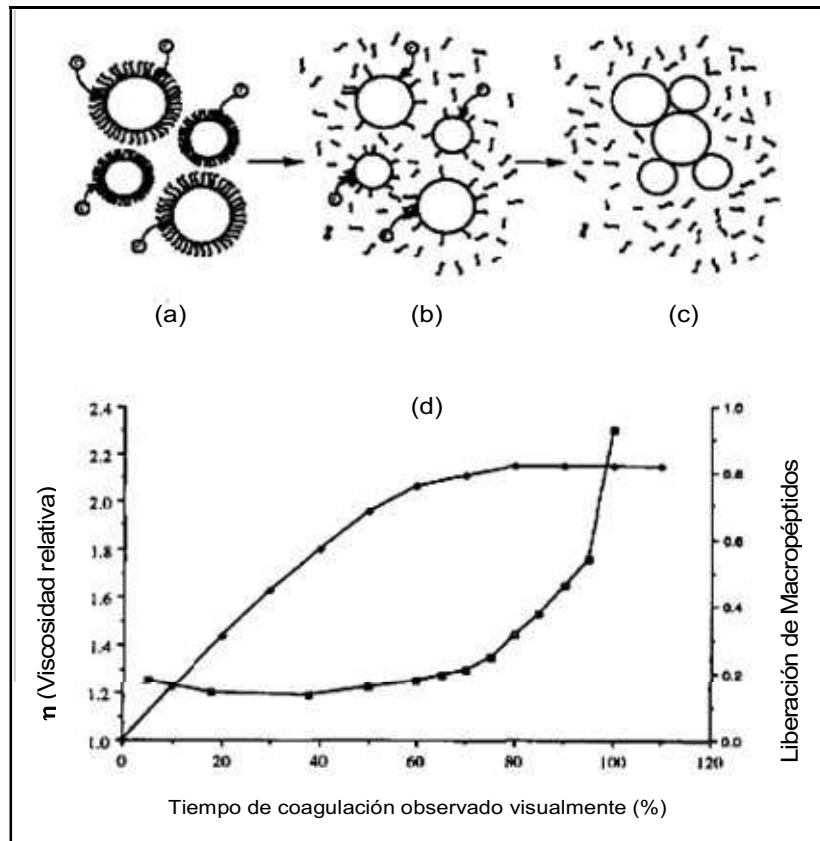 (a) (b) (c)
(d)
2.4
2.2
2.0
1.8
1.6
1.4
1.2
1.0
η (Viscosidad relativa)
1.0
0.8
0.6
0.4
0.2
0.0
Liberación de Macropéptidos
0 20 40 60 80 100 120
Tiempo de coagulación observado visualmente (%)